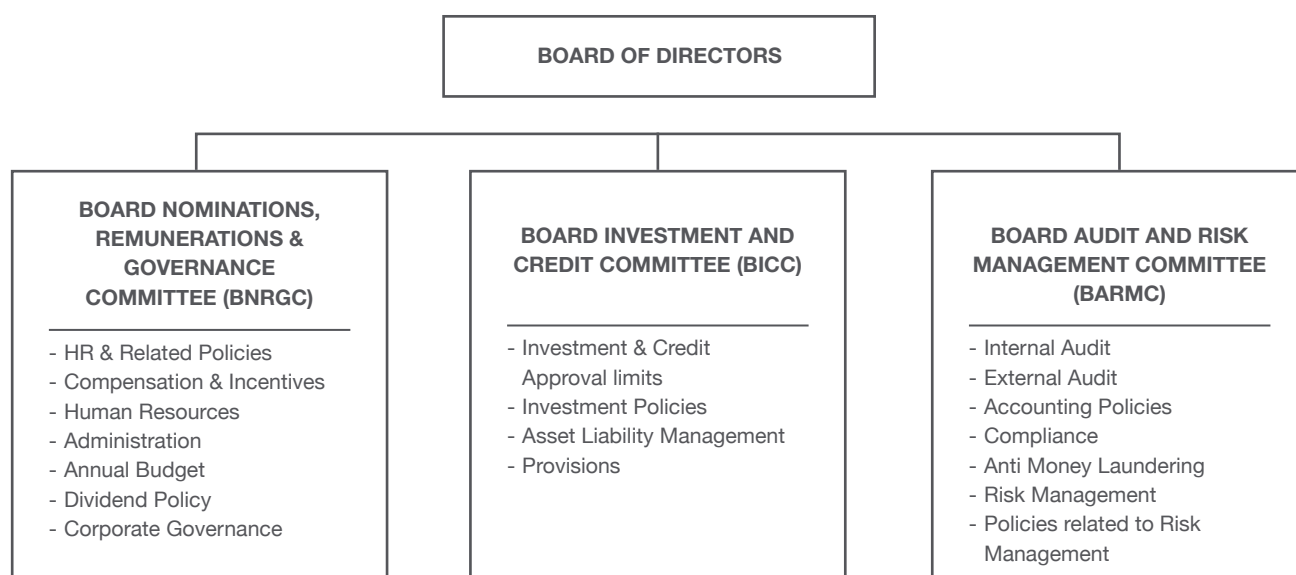 BOARD OF DIRECTORS
BOARD NOMINATIONS,
REMUNERATIONS &
GOVERNANCE
COMMITTEE (BNRGC)
- HR & Related Policies
- Compensation & Incentives
- Human Resources
- Administration
- Annual Budget
- Dividend Policy
- Corporate Governance
BOARD INVESTMENT AND
CREDIT COMMITTEE (BICC)
- Investment & Credit
Approval limits
- Investment Policies
- Asset Liability Management
- Provisions
BOARD AUDIT AND RISK
MANAGEMENT COMMITTEE
(BARMC)
- Internal Audit
- External Audit
- Accounting Policies
- Compliance
- Anti Money Laundering
- Risk Management
- Policies related to Risk
Management